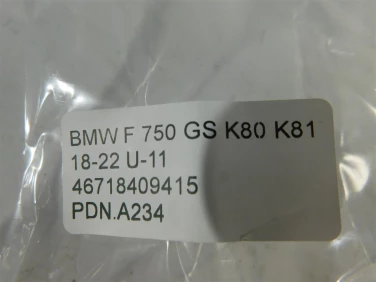 BMW F 750 GS K80 K81
18-22 U-11
46718409415
PDN.A234